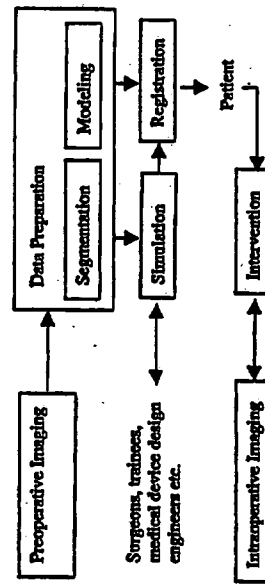 Preoperative Imaging
Data Preparation
Segmentation
Modeling
Surgeons, trainees,
medical device design
engineers etc.
Simulation
Registration
Patient
Intraoperative Imaging
Intervention